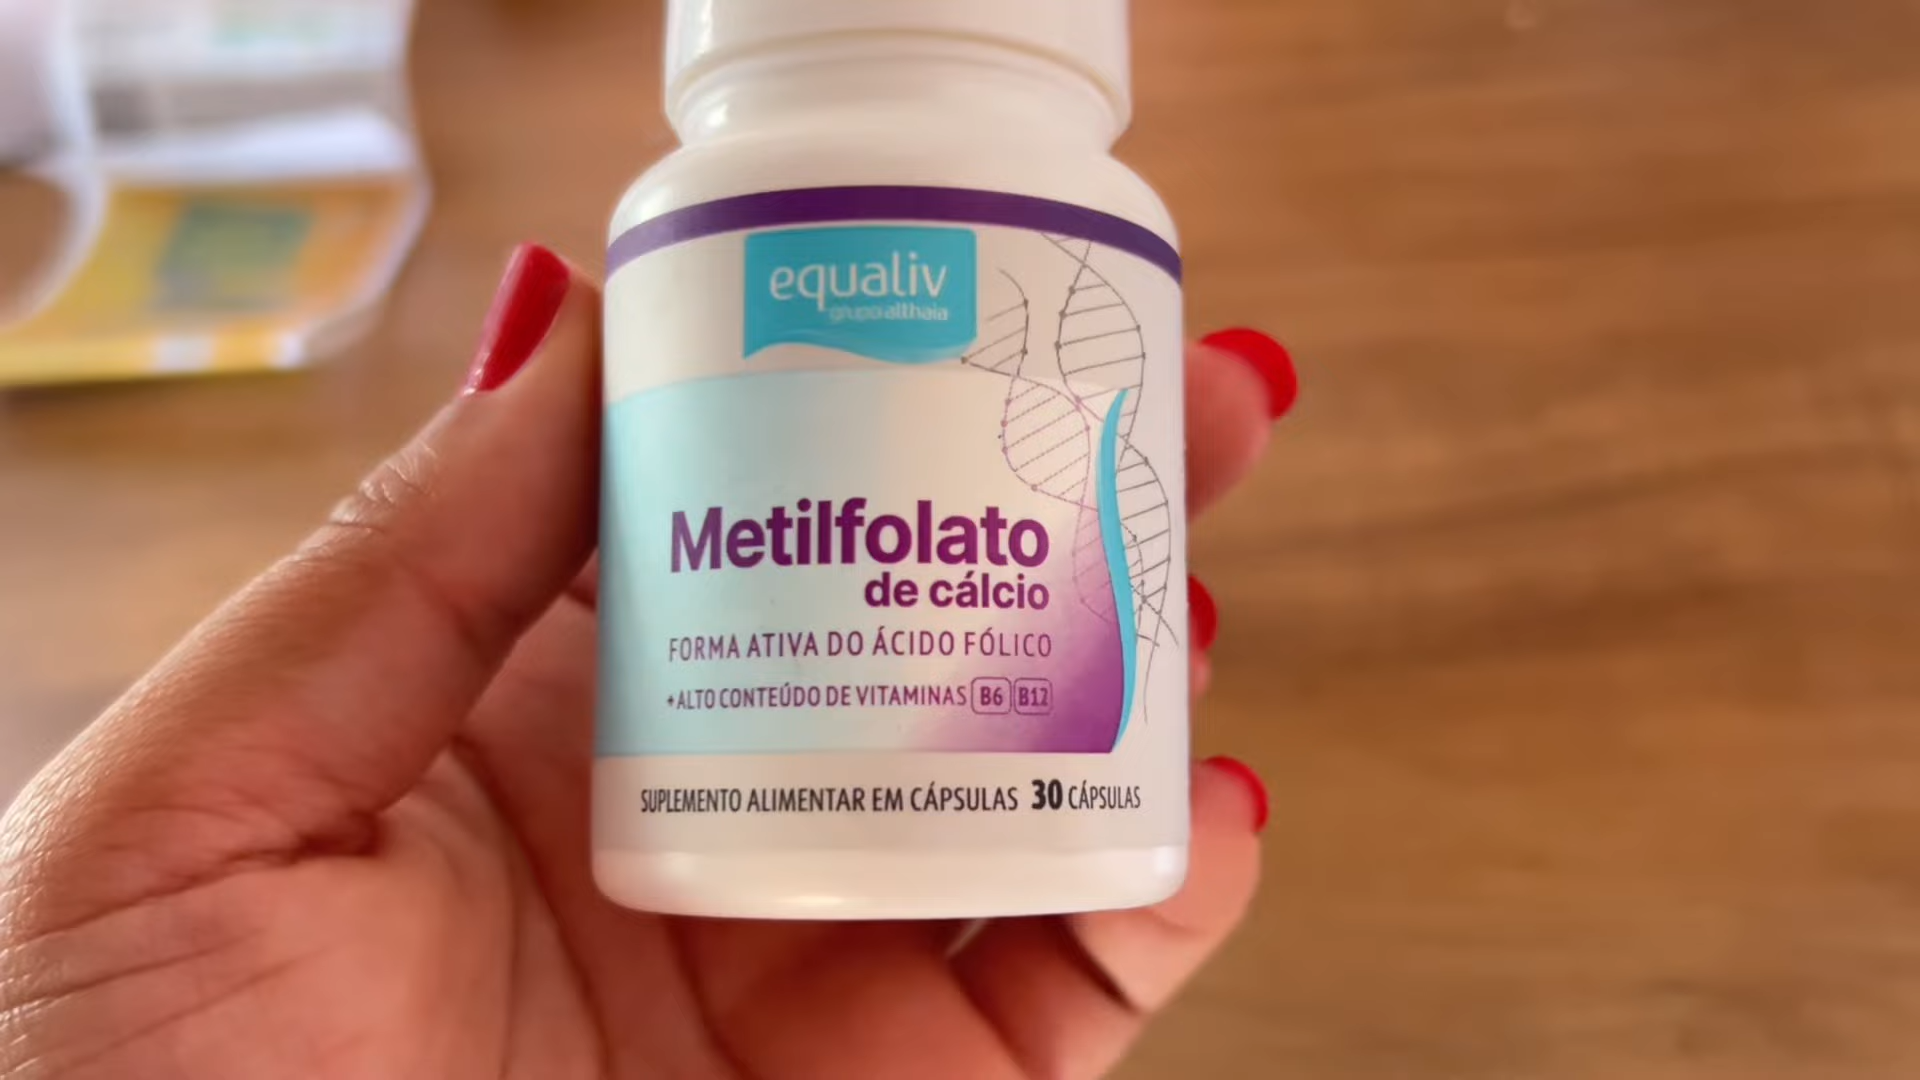 equaliv
grupo althaia
Metilfolato
de cálcio
FORMA ATIVA DO ÁCIDO FÓLICO
+ALTO CONTEÚDO DE VITAMINAS B6 B12
SUPLEMENTO ALIMENTAR EM CÁPSULAS 30 CÁPSULAS